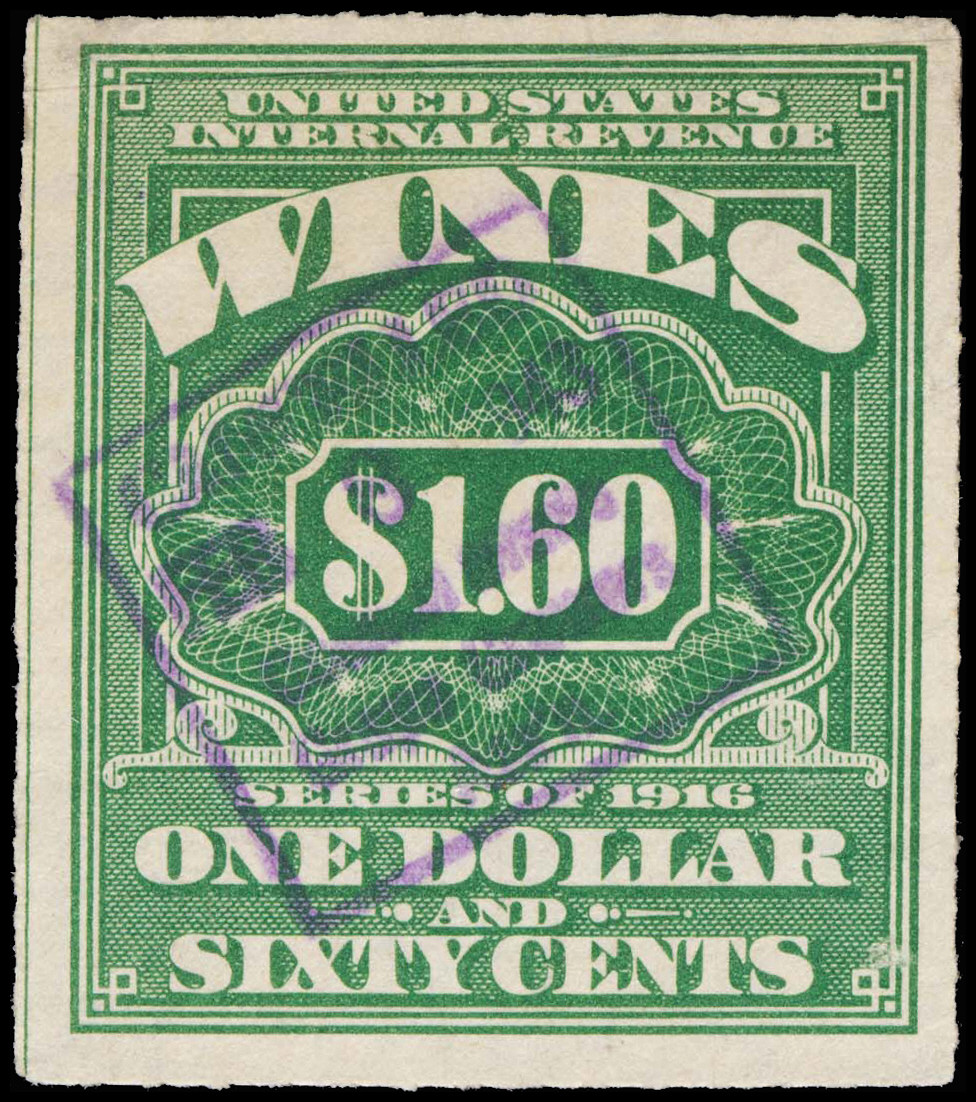 UNITED STATES
INTERNAL REVENUE
WINES
$1.60
SERIES OF 1916
ONE DOLLAR
AND
SIXTY CENTS